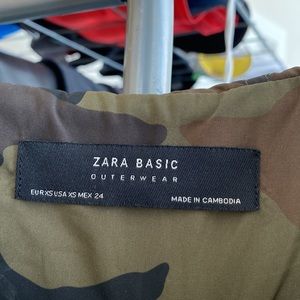 ZARA BASIC
OUTERWEAR
EUR XS USA XS MEX 24
MADE IN CAMBODIA